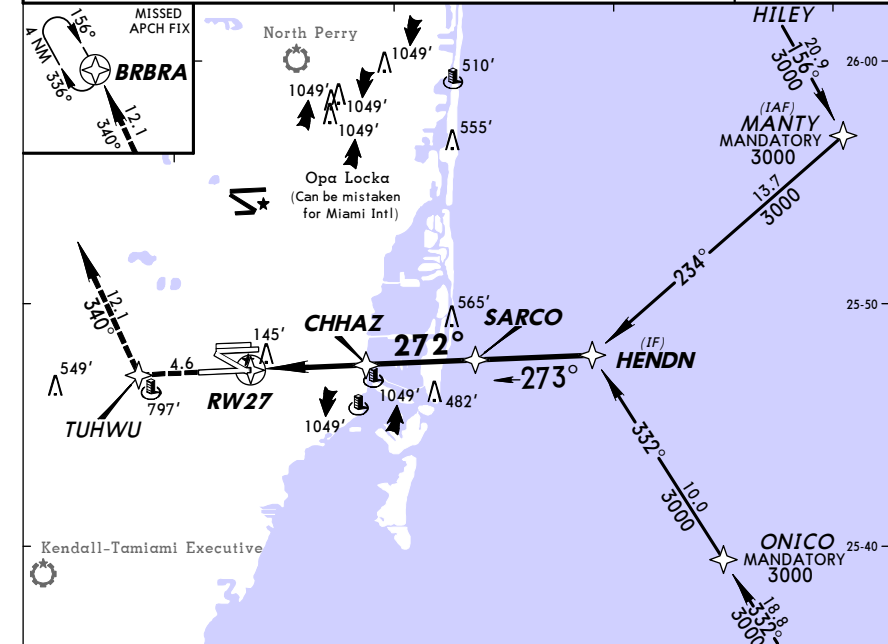 156°
MISSED
APCH FIX
4 NM
336°
BRBRA
12.1
340°
North Perry
1049'
1049'
1049'
1049'
510'
555'
HILEY
20.9
156°
3000
26-00
(IAF)
MANTY
MANDATORY
3000
Opa Locka
(Can be mistaken
for Miami Intl)
13.7
3000
234°
12.1
340°
565'
25-50
CHHAZ
SARCO
272°
145'
(IF)
HENDN
273°
549'
4.6
797'
RW27
1049'
1049'
482'
TUHWU
332°
10.0
3000
Kendall-Tamiami Executive
ONICO
MANDATORY
3000
25-40
18.8
332°
3000